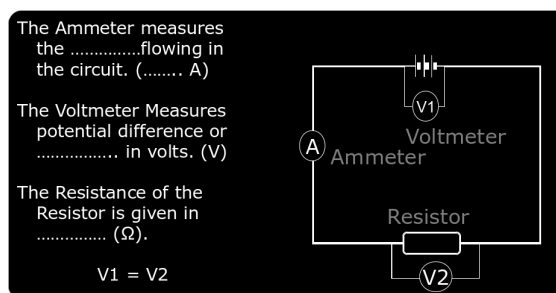 The Ammeter measures
the ...............flowing in
the circuit. (........ A)
The Voltmeter Measures
potential difference or
................. in volts. (V)
The Resistance of the
Resistor is given in
............... (Ω).
V1 = V2
V1
Voltmeter
A
Ammeter
Resistor
V2